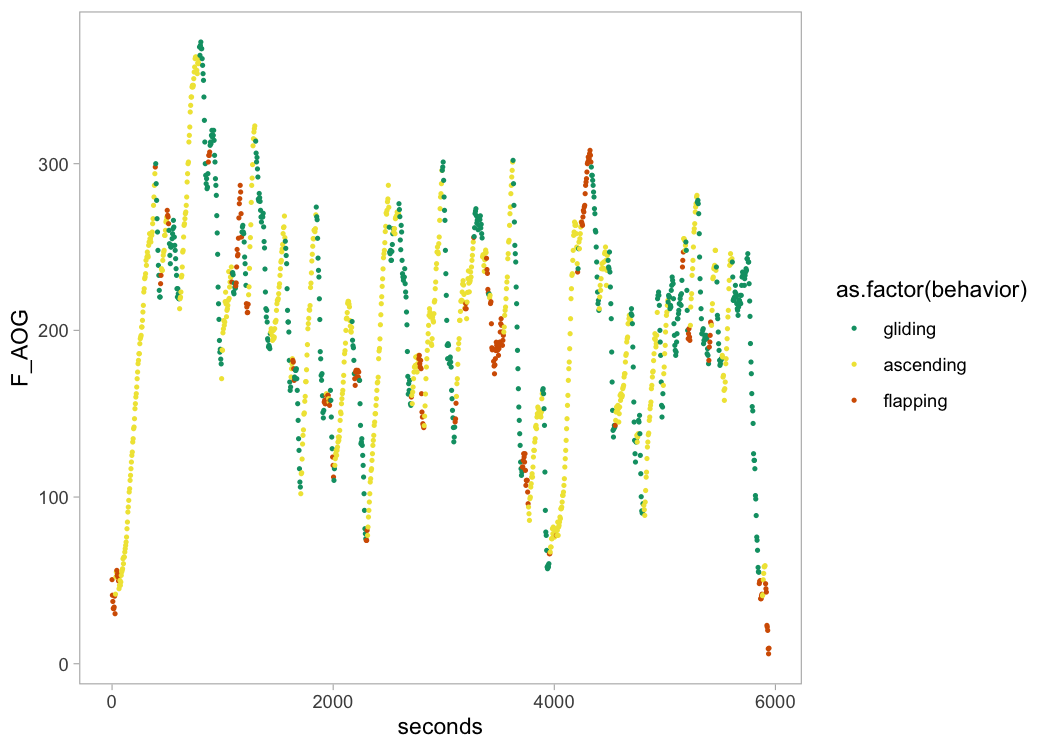 F_AOG
300
200
100
0
0 2000 4000 6000
seconds
as.factor(behavior)
gliding
ascending
flapping